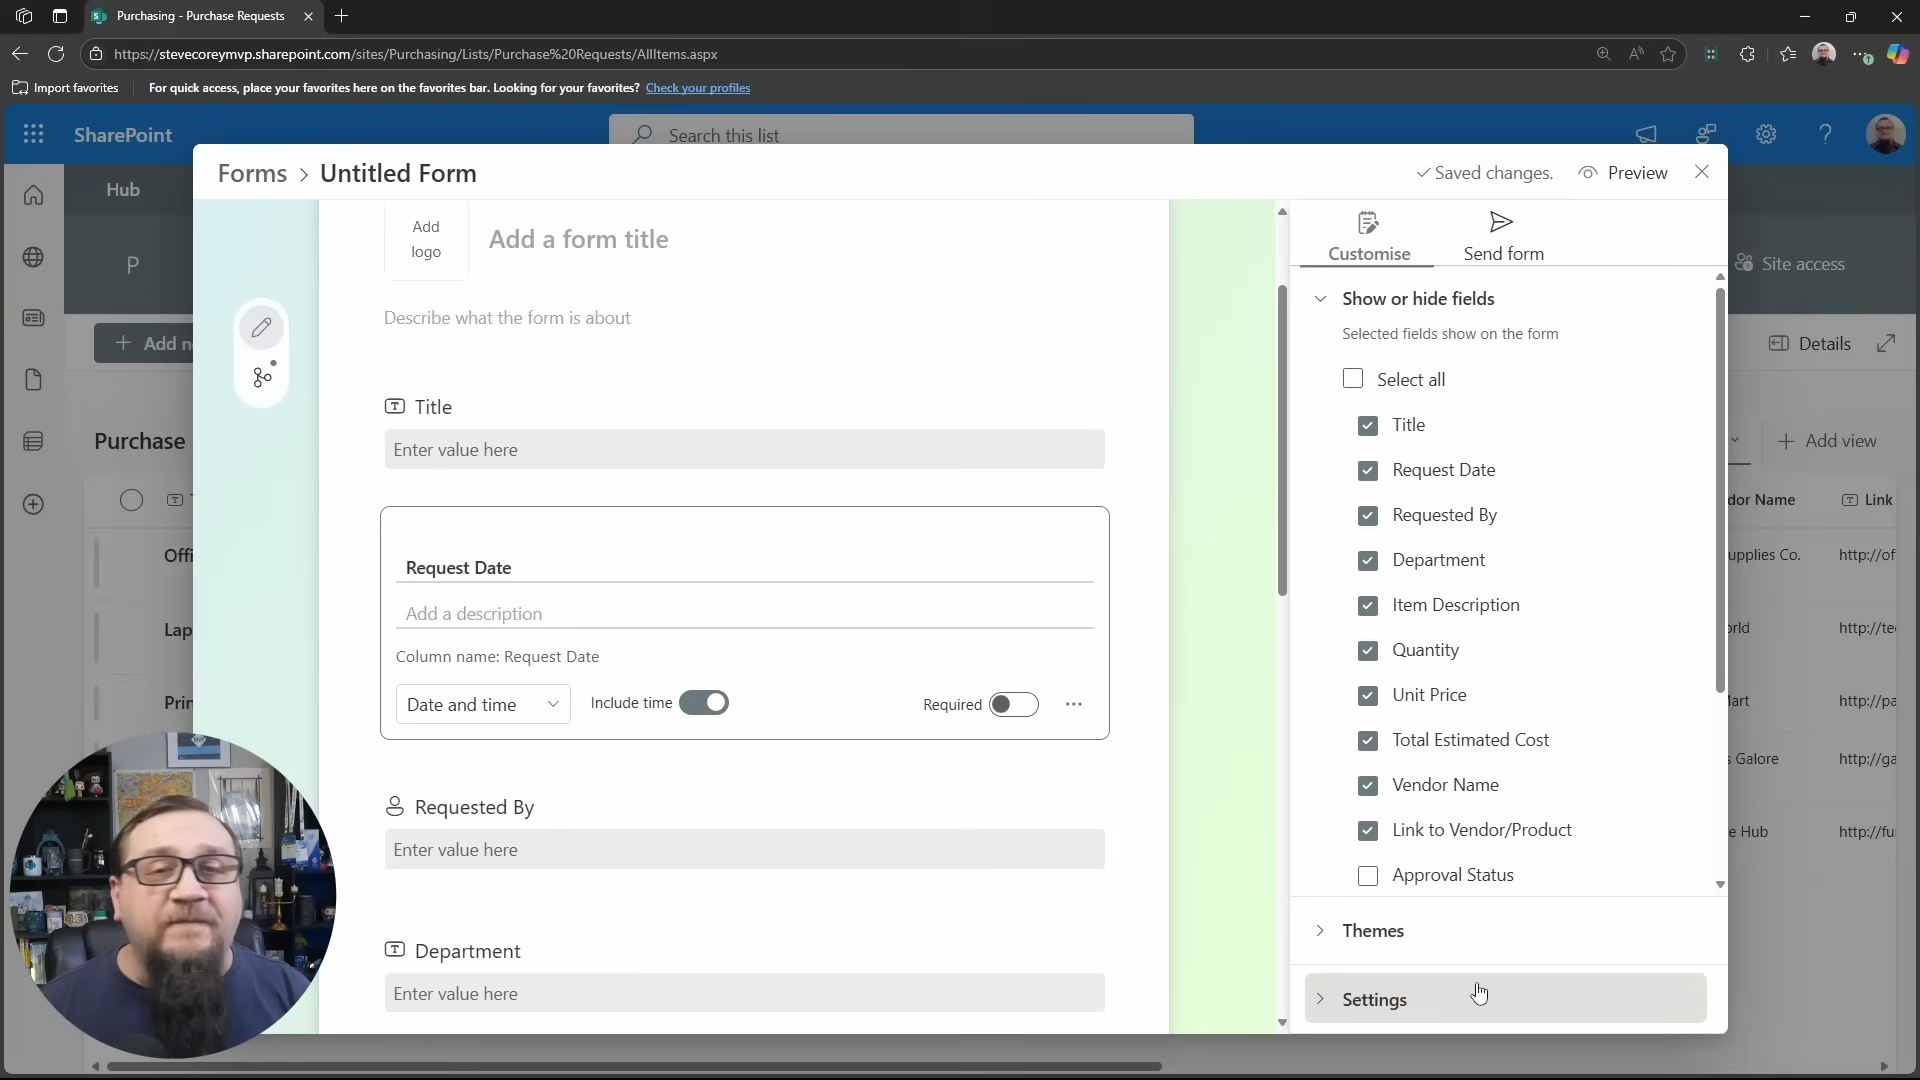 Purchasing - Purchase Requests
https://stevecoreymvp.sharepoint.com/sites/Purchasing/Lists/Purchase%20Requests/AllItems.aspx
Import favorites
For quick access, place your favorites here on the favorites bar. Looking for your favorites? Check your profiles
SharePoint
Search this list
Hub
P
Site access
Forms > Untitled Form
Saved changes.
Preview
Add logo
Add a form title
Describe what the form is about
Customise
Send form
Show or hide fields
Selected fields show on the form
Select all
Title
Request Date
Requested By
Department
Item Description
Quantity
Unit Price
Total Estimated Cost
Vendor Name
Link to Vendor/Product
Approval Status
Themes
Settings
Title
Enter value here
Request Date
Add a description
Column name: Request Date
Date and time
Include time
Required
Requested By
Enter value here
Department
Enter value here
+ Add n
Details
Purchase
+ Add view
dor Name
Link
Offi
upplies Co.
http://of
Lap
orld
http://te
Prin
Mart
http://pa
s Galore
http://ga
e Hub
http://fu